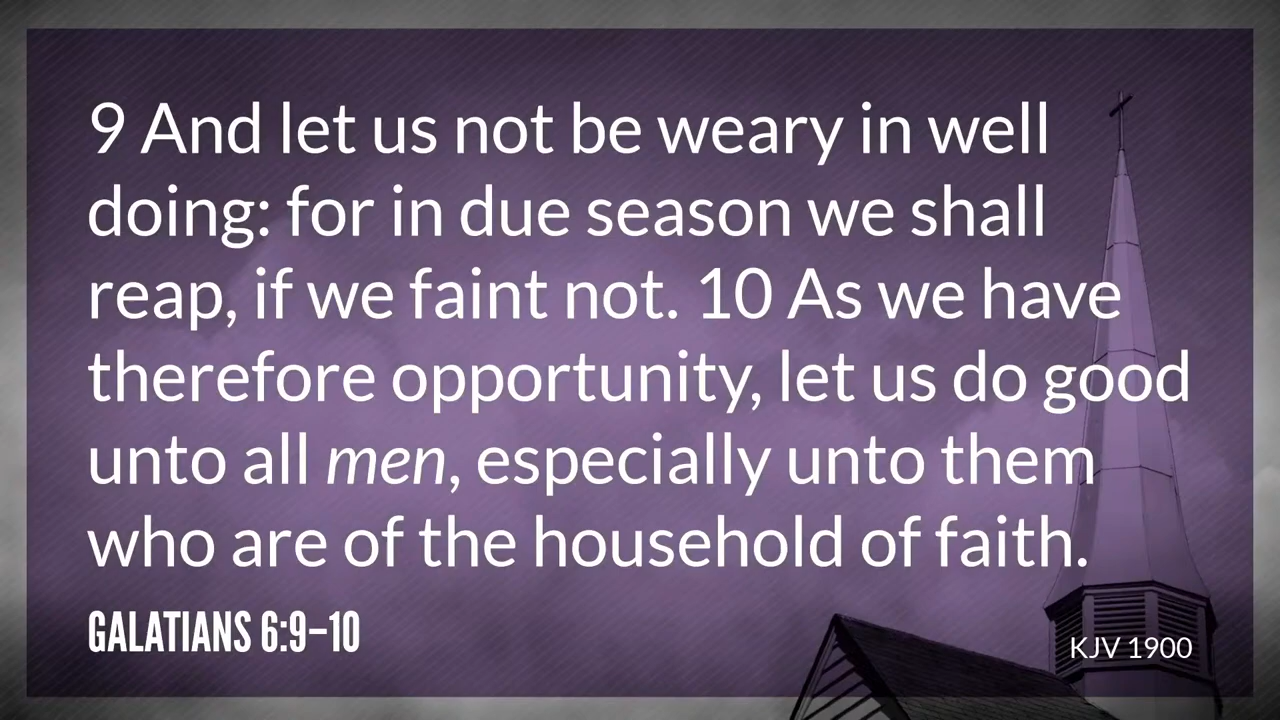 9 And let us not be weary in well
doing: for in due season we shall
reap, if we faint not. 10 As we have
therefore opportunity, let us do good
unto all men, especially unto them
who are of the household of faith.
GALATIANS 6:9–10
KJV 1900